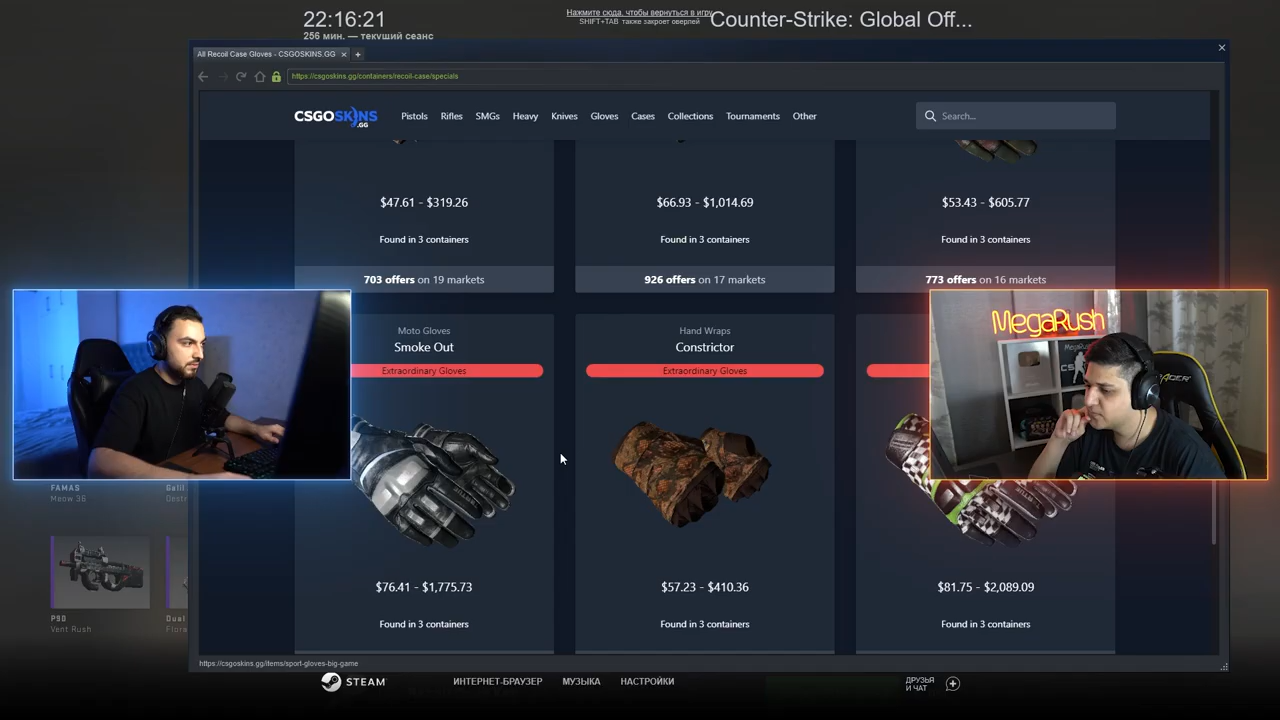 22:16:21
256 мин. — текущий сеанс
Нажмите сюда, чтобы вернуться в игру
SHIFT+TAB также закроет оверлей
Counter-Strike: Global Off...
All Recoil Case Gloves - CSGOSKINS.GG
https://csgoskins.gg/containers/recoil-case/specials
CSGOSKINS
.GG
Pistols Rifles SMGs Heavy Knives Gloves Cases Collections Tournaments Other
Search...
$47.61 - $319.26
$66.93 - $1,014.69
$53.43 - $605.77
Found in 3 containers
Found in 3 containers
Found in 3 containers
703 offers on 19 markets
926 offers on 17 markets
773 offers on 16 markets
Moto Gloves
Smoke Out
Extraordinary Gloves
Hand Wraps
Constrictor
Extraordinary Gloves
MegaRush
$76.41 - $1,775.73
$57.23 - $410.36
$81.75 - $2,089.09
Found in 3 containers
Found in 3 containers
Found in 3 containers
FAMAS
Meow 36
Galil
Destr
P90
Vent Rush
Dual
Flora
https://csgoskins.gg/items/sport-gloves-big-game
STEAM
ИНТЕРНЕТ-БРАУЗЕР МУЗЫКА НАСТРОЙКИ
ДРУЗЬЯ
И ЧАТ